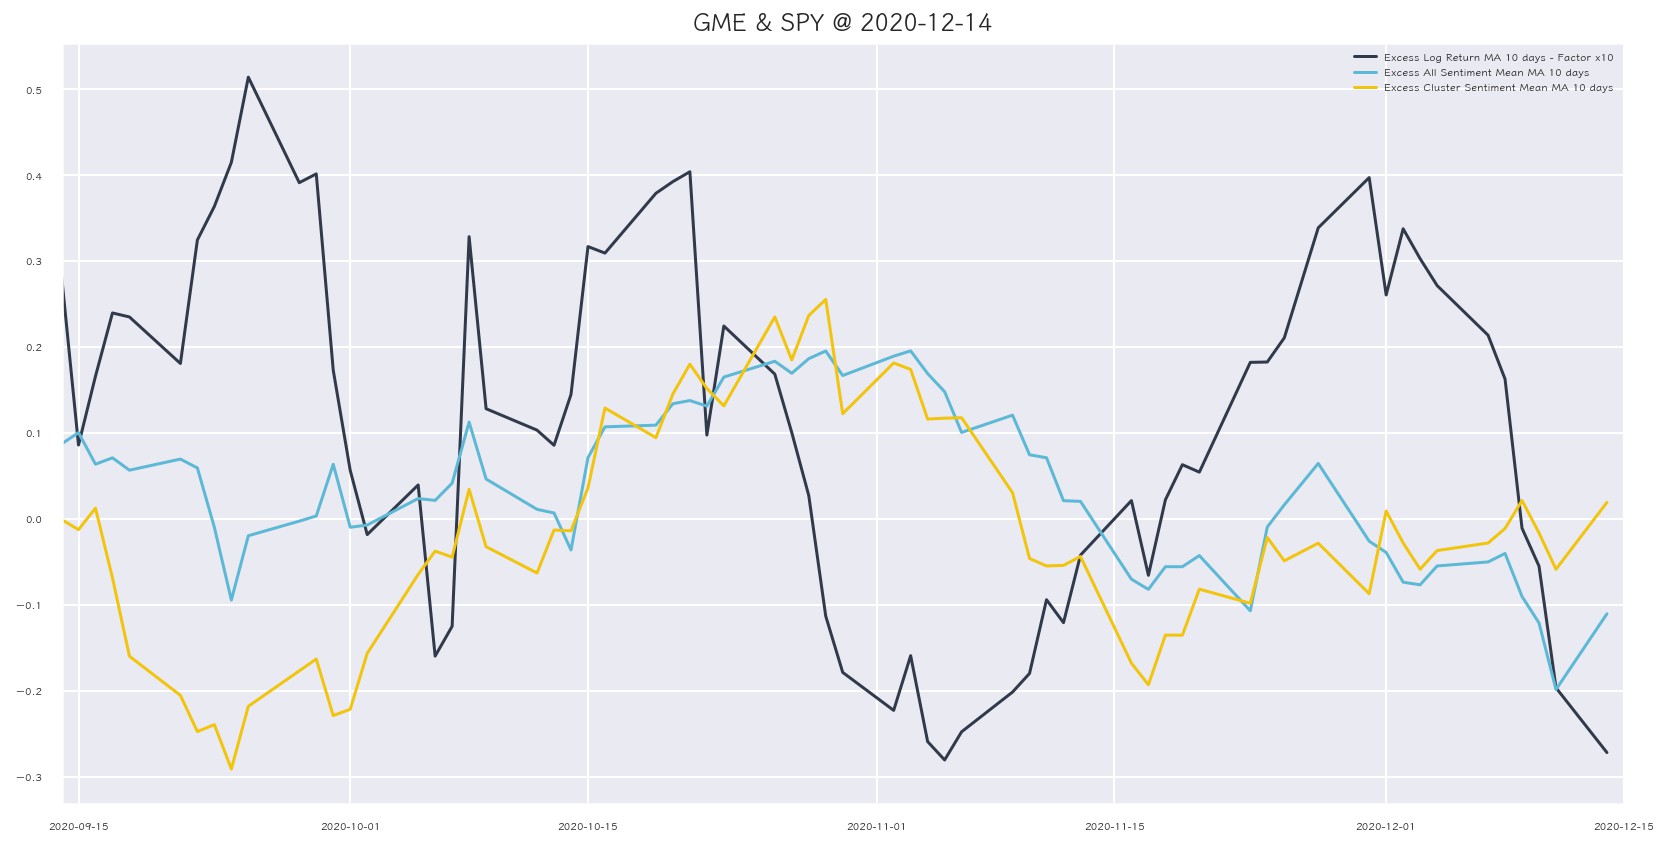 GME & SPY @ 2020-12-14
Excess Log Return MA 10 days - Factor x10
Excess All Sentiment Mean MA 10 days
Excess Cluster Sentiment Mean MA 10 days
0.5
0.4
0.3
0.2
0.1
0.0
−0.1
−0.2
−0.3
2020-09-15 2020-10-01 2020-10-15 2020-11-01 2020-11-15 2020-12-01 2020-12-15